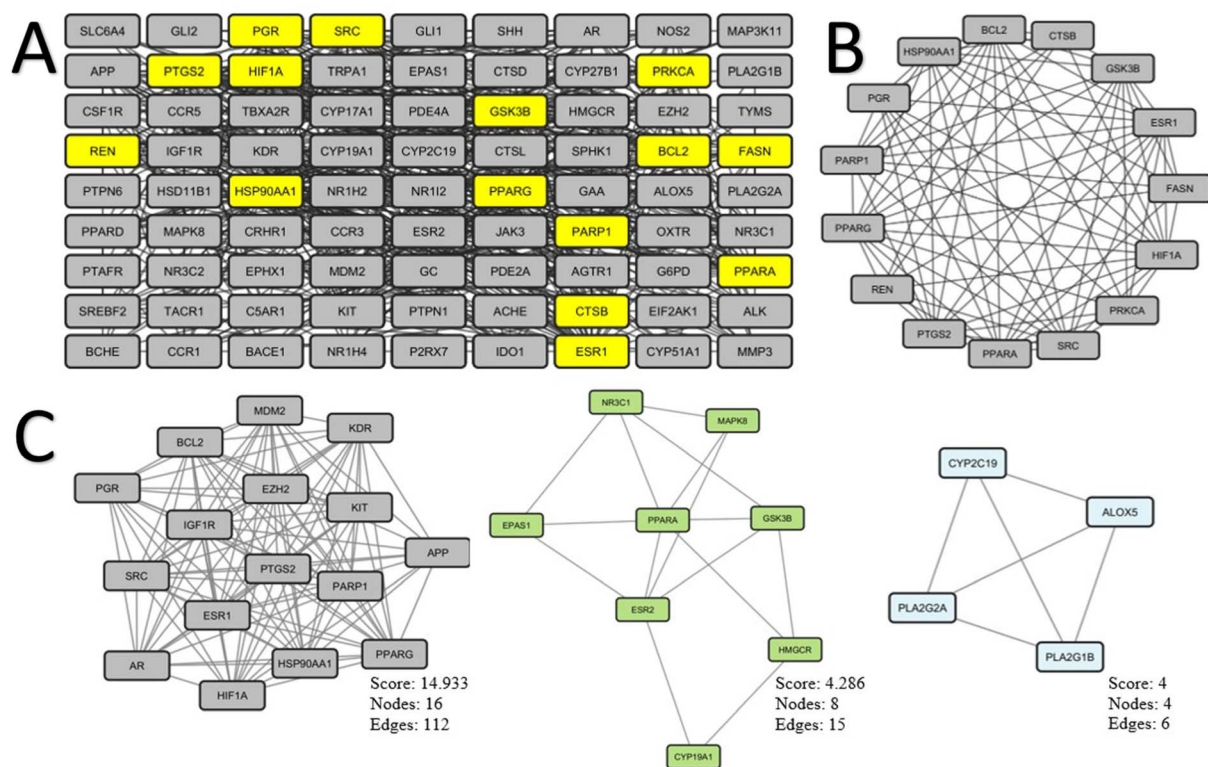 A
SLC6A4 GLI2 PGR SRC GLI1 SHH AR NOS2 MAP3K11
APP PTGS2 HIF1A TRPA1 EPAS1 CTSD CYP27B1 PRKCA PLA2G1B
CSF1R CCR5 TBXA2R CYP17A1 PDE4A GSK3B HMGCR EZH2 TYMS
REN IGF1R KDR CYP19A1 CYP2C19 CTSL SPHK1 BCL2 FASN
PTPN6 HSD11B1 HSP90AA1 NR1H2 NR1I2 PPARG GAA ALOX5 PLA2G2A
PPARD MAPK8 CRHR1 CCR3 ESR2 JAK3 PARP1 OXTR NR3C1
PTAFR NR3C2 EPHX1 MDM2 GC PDE2A AGTR1 G6PD PPARA
SREBF2 TACR1 C5AR1 KIT PTPN1 ACHE CTSB EIF2AK1 ALK
BCHE CCR1 BACE1 NR1H4 P2RX7 IDO1 ESR1 CYP51A1 MMP3
B
BCL2
CTSB
HSP90AA1
GSK3B
PGR
ESR1
PARP1
FASN
PPARG
HIF1A
REN
PRKCA
PTGS2
SRC
PPARA
C
MDM2
KDR
BCL2
PGR
EZH2
KIT
IGF1R
APP
SRC
PTGS2
PARP1
ESR1
AR
HSP90AA1
PPARG
HIF1A
Score: 14.933
Nodes: 16
Edges: 112
NR3C1
MAPK8
EPAS1
PPARA
GSK3B
ESR2
HMGCR
CYP19A1
Score: 4.286
Nodes: 8
Edges: 15
CYP2C19
ALOX5
PLA2G2A
PLA2G1B
Score: 4
Nodes: 4
Edges: 6